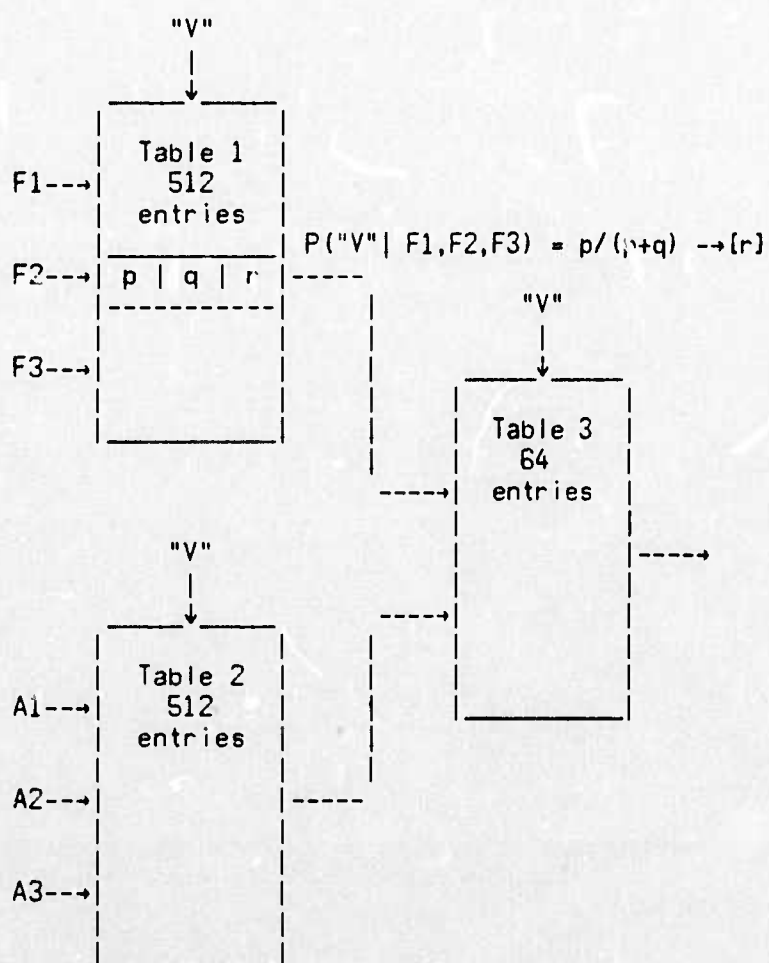 "V"
Table 1
F1 512
entries
P("V"| F1,F2,F3) = p/(p+q) →[r]
F2 p | q | r
"V"
F3
Table 3
64
entries
"V"
Table 2
A1 512
entries
A2
A3